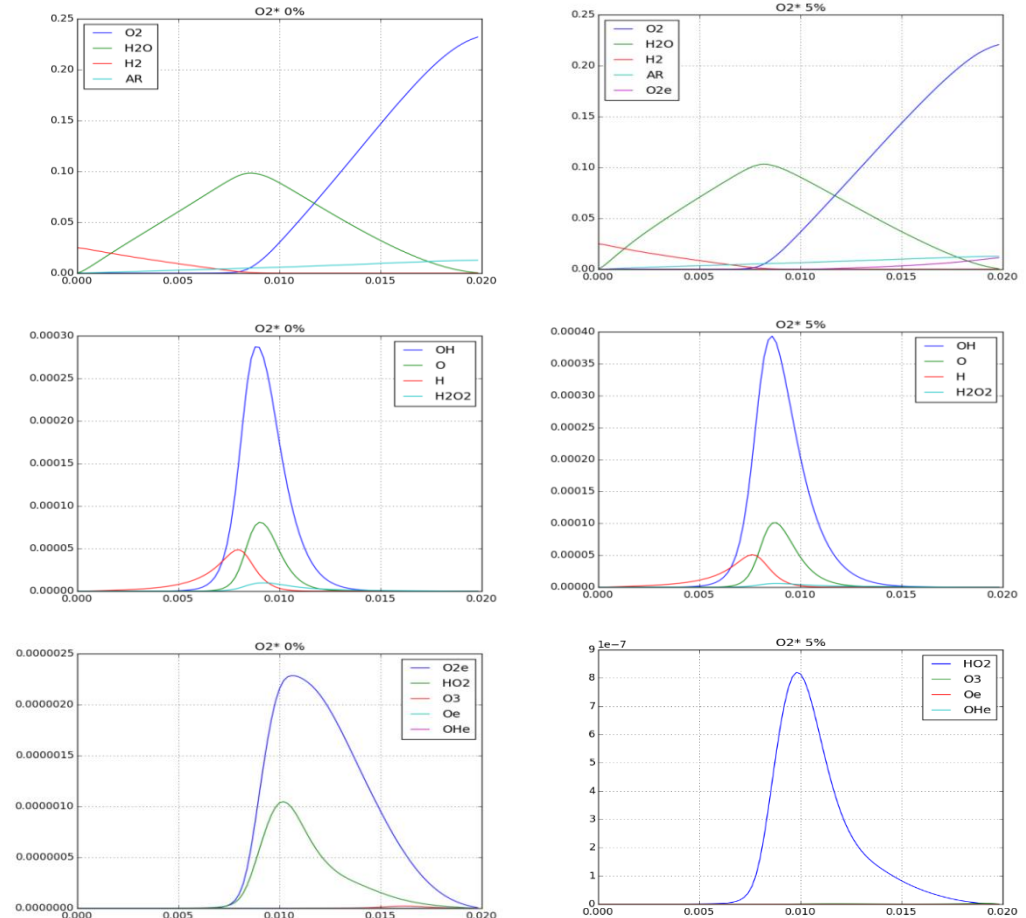 O2* 0%
0.25
0.20
0.15
0.10
0.05
0.00
O2
H2O
H2
AR
0.000 0.005 0.010 0.015 0.020
O2* 5%
0.25
0.20
0.15
0.10
0.05
0.00
O2
H2O
H2
AR
O2e
0.000 0.005 0.010 0.015 0.020
O2* 0%
0.00030
0.00025
0.00020
0.00015
0.00010
0.00005
0.00000
OH
O
H
H2O2
0.000 0.005 0.010 0.015 0.020
O2* 5%
0.00040
0.00035
0.00030
0.00025
0.00020
0.00015
0.00010
0.00005
0.00000
OH
O
H
H2O2
0.000 0.005 0.010 0.015 0.020
O2* 0%
0.0000025
0.0000020
0.0000015
0.0000010
0.0000005
0.0000000
O2e
HO2
O3
Oe
OHe
0.000 0.005 0.010 0.015 0.020
O2* 5%
1e-7
9
8
7
6
5
4
3
2
1
0
HO2
O3
Oe
OHe
0.000 0.005 0.010 0.015 0.020